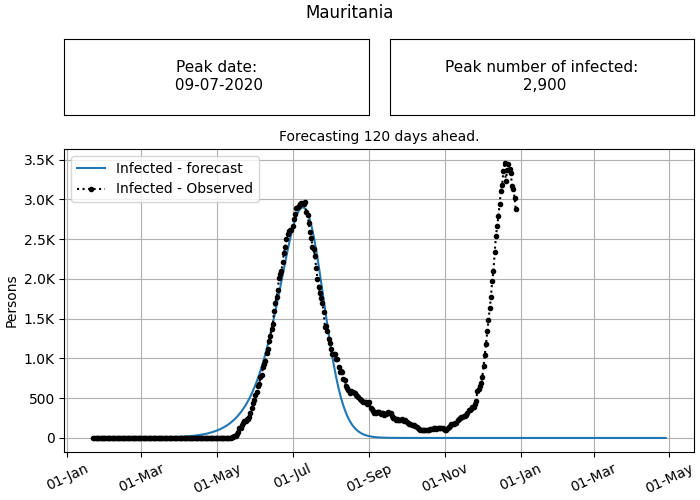 Mauritania
Peak date:
09-07-2020
Peak number of infected:
2,900
Forecasting 120 days ahead.
Infected - forecast
Infected - Observed
3.5K
3.0K
2.5K
2.0K
1.5K
1.0K
500
0
Persons
01-Jan
01-Mar
01-May
01-Jul
01-Sep
01-Nov
01-Jan
01-Mar
01-May